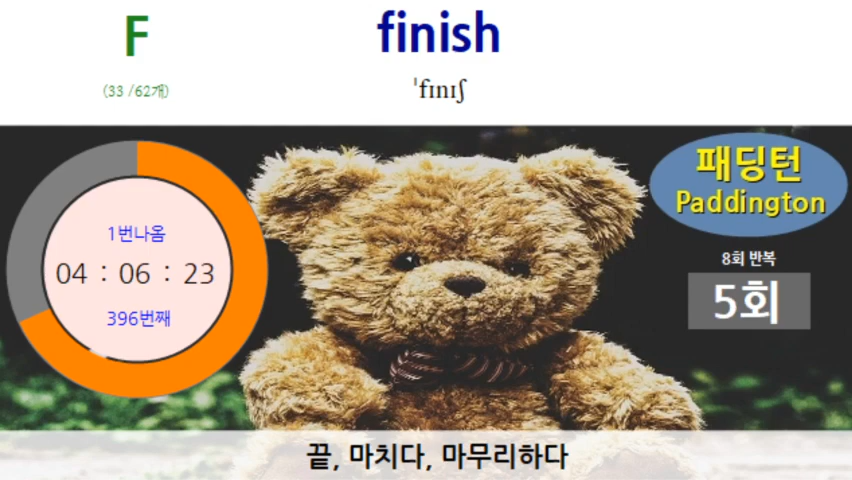 F
(33 /62개)
finish
ˈfɪnɪʃ
1번나옴
04 : 06 : 23
396번째
패딩턴
Paddington
8회 반복
5회
끝, 마치다, 마무리하다